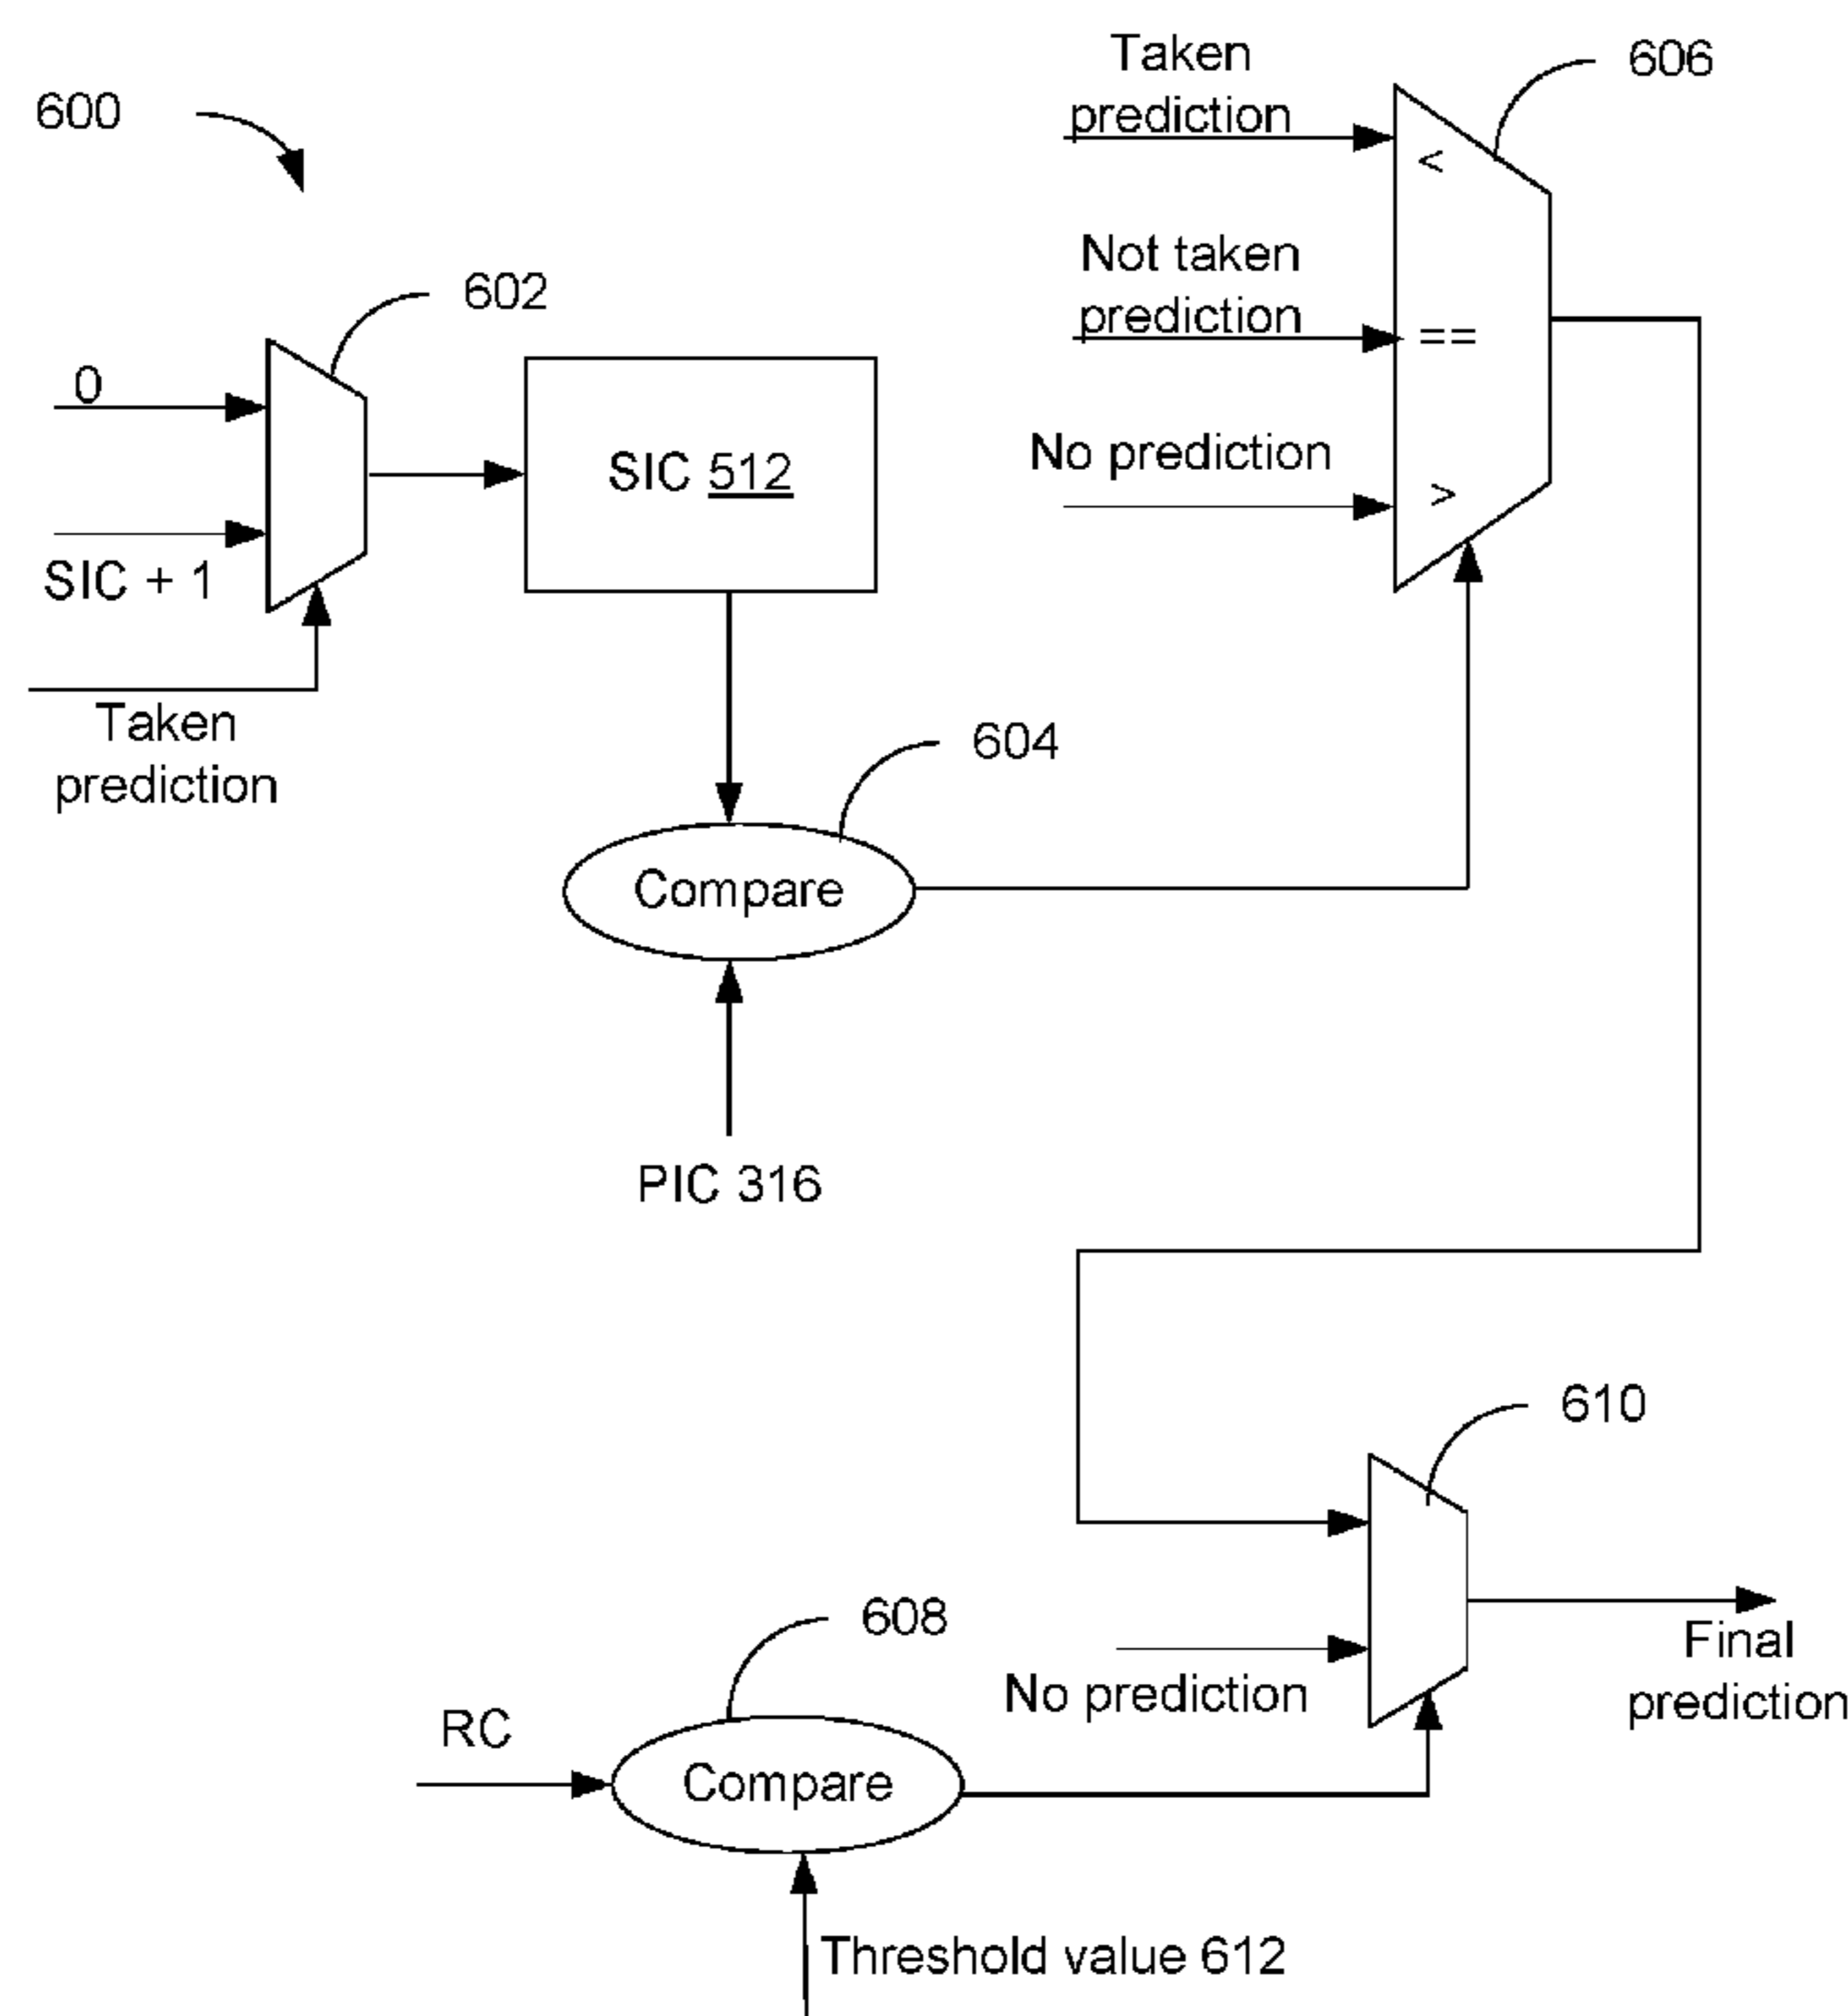 600
Taken
prediction
606
<
Not taken
prediction
==
602
0
SIC 512
No prediction
>
SIC + 1
Taken
prediction
604
Compare
PIC 316
610
608
No prediction
Final
prediction
RC
Compare
Threshold value 612